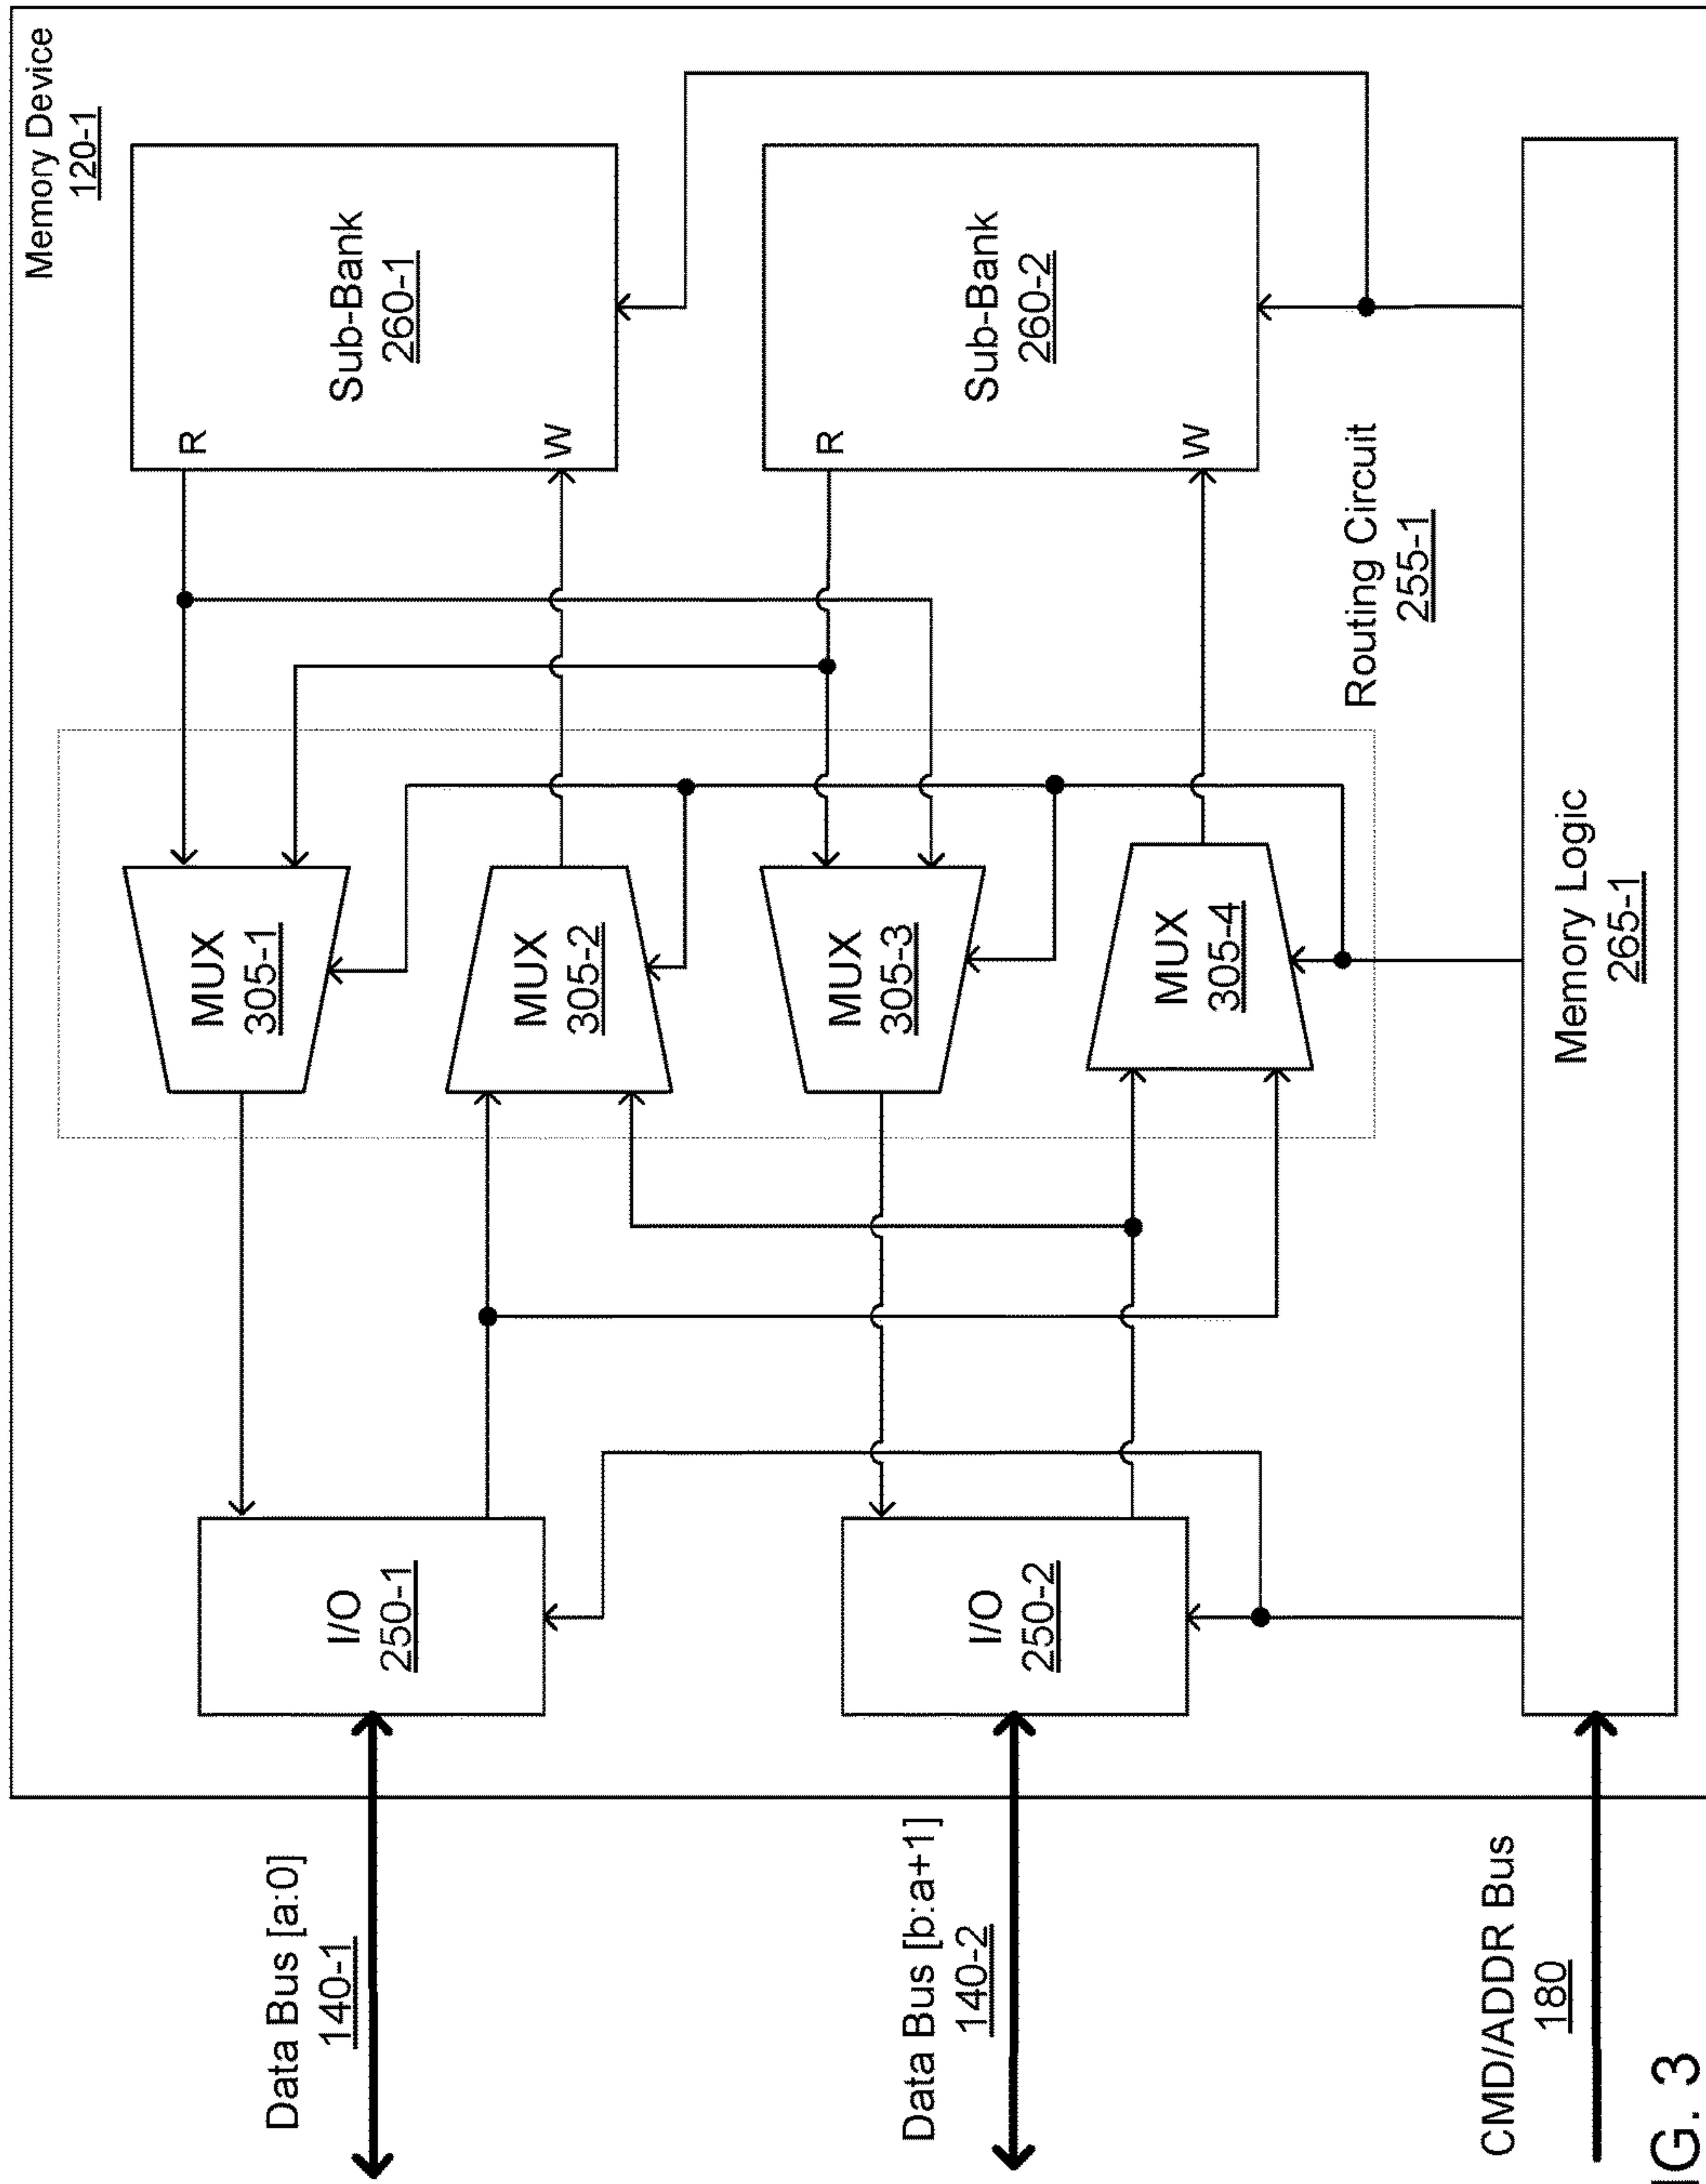 Memory Device
120-1
Data Bus [a:0]
140-1
I/O
250-1
MUX
305-1
MUX
305-2
R
W
Sub-Bank
260-1
Data Bus [b:a+1]
140-2
I/O
250-2
MUX
305-3
MUX
305-4
R
W
Sub-Bank
260-2
Routing Circuit
255-1
CMD/ADDR Bus
180
Memory Logic
265-1
IG. 3